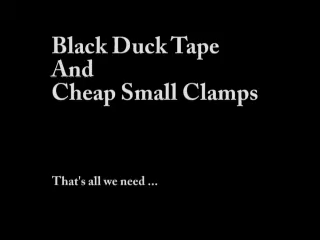 Black Duck Tape
And
Cheap Small Clamps
That's all we need ...